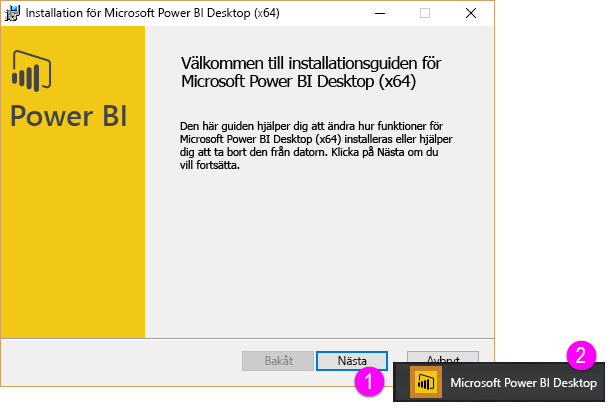 Installation för Microsoft Power BI Desktop (x64)
Power BI
Välkommen till installationsguiden för
Microsoft Power BI Desktop (x64)
Den här guiden hjälper dig att ändra hur funktioner för
Microsoft Power BI Desktop (x64) installeras eller hjälper
dig att ta bort den från datorn. Klicka på Nästa om du
vill fortsätta.
Bakåt
Nästa
Avbryt
1
2
Microsoft Power BI Desktop